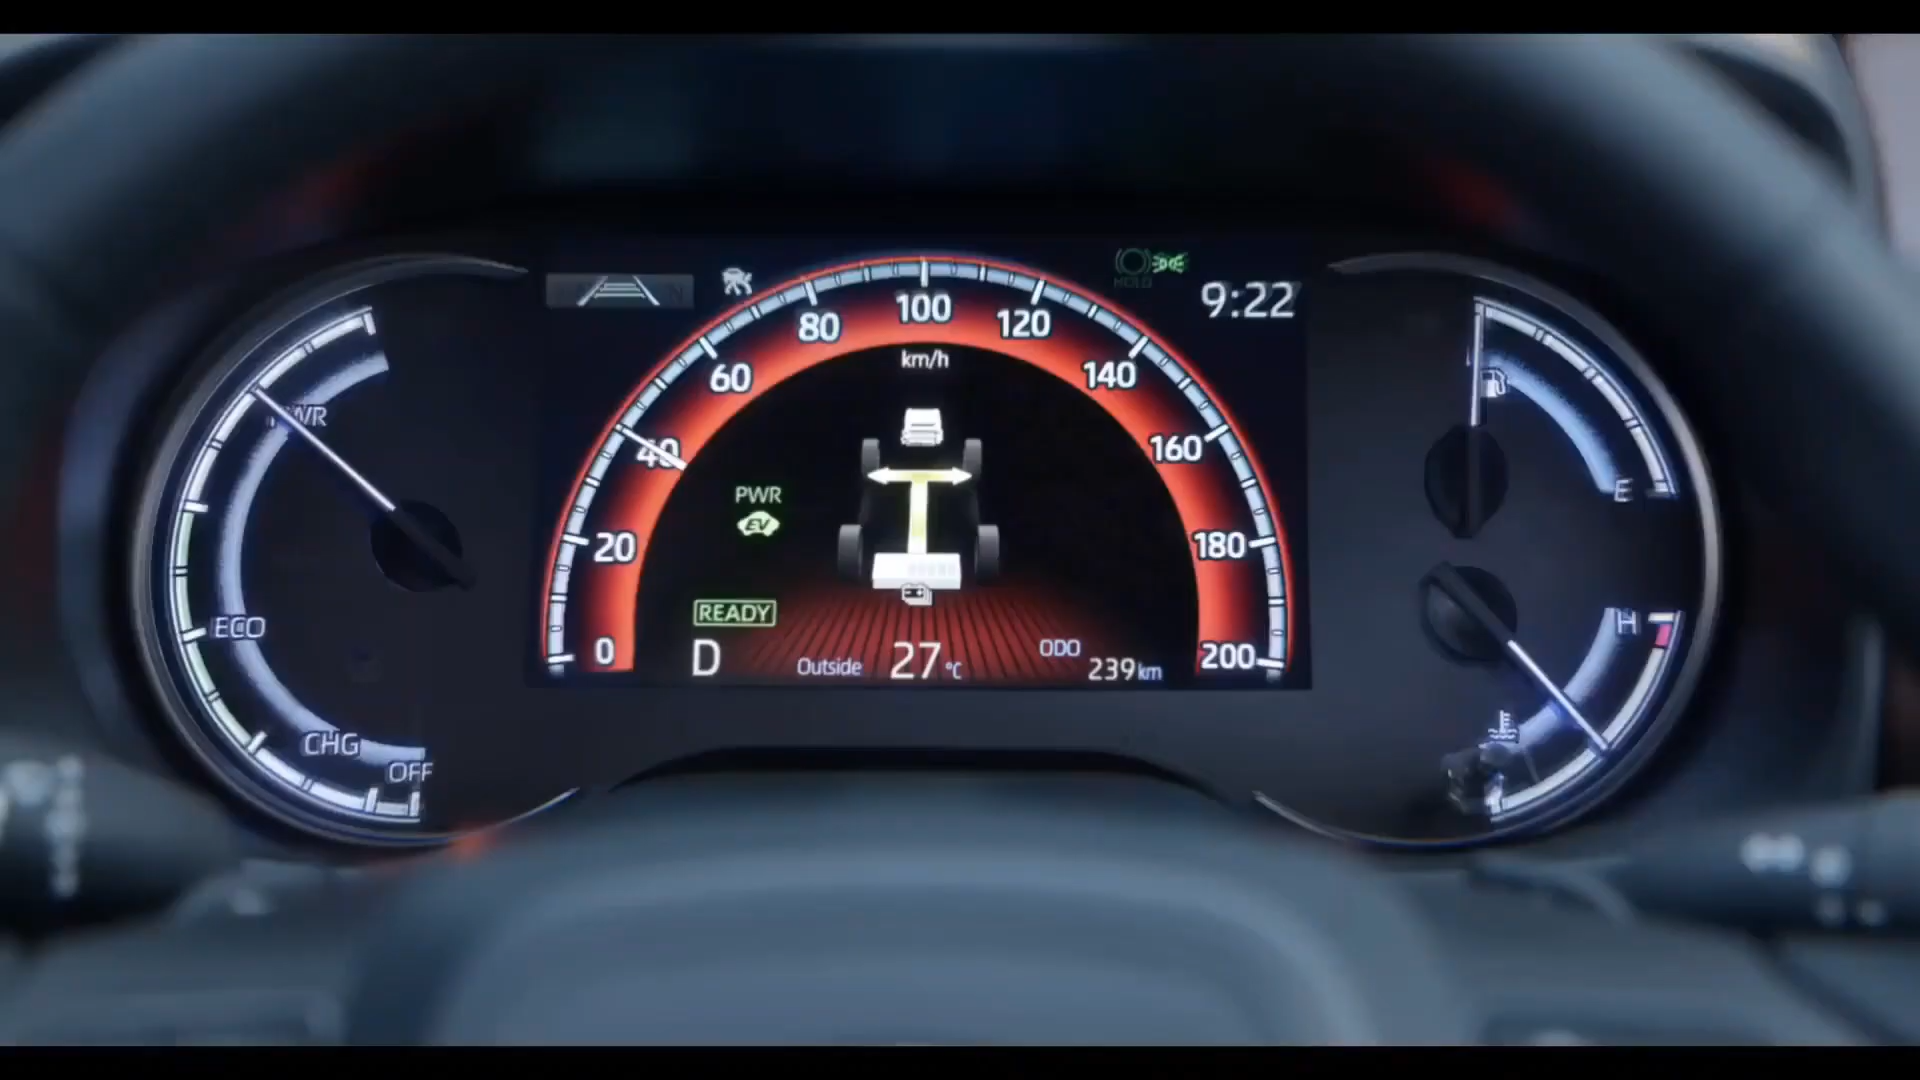 9:22
HOLD
100
80
120
km/h
60
140
PWR
40
160
PWR
EV
E
20
180
READY
ECO
H
0
D
Outside
27°C
ODO
239km
200
CHG
OFF